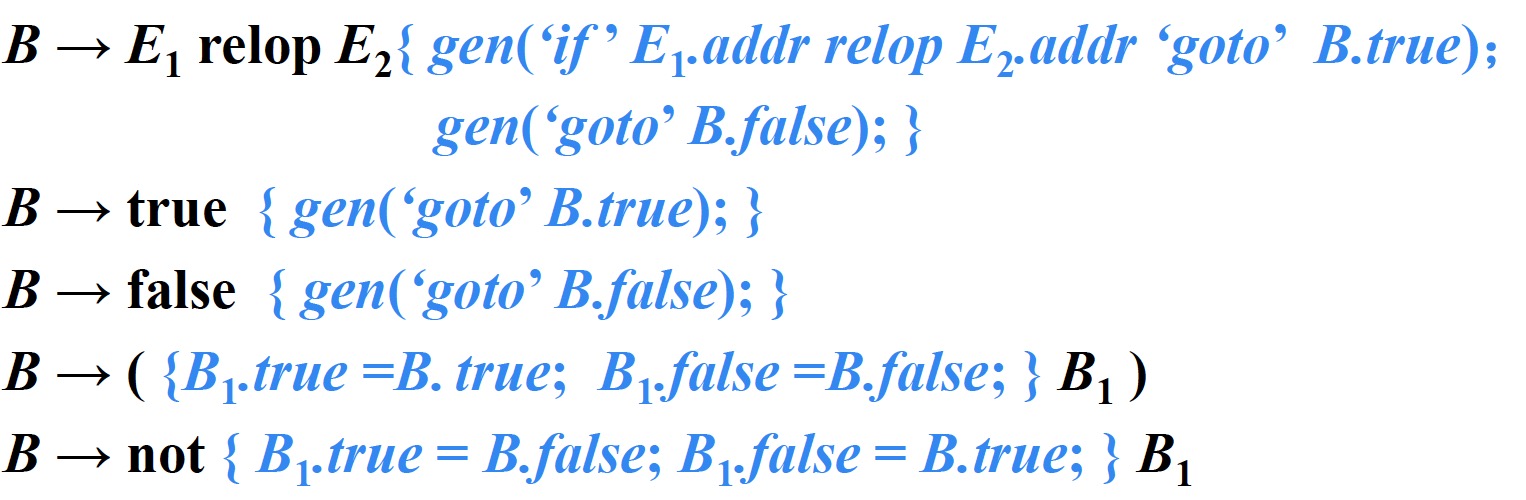 B → E₁ relop E₂{ gen(‘if’ E₁.addr relop E₂.addr ‘goto’ B.true);
gen(‘goto’ B.false); }
B → true { gen(‘goto’ B.true); }
B → false { gen(‘goto’ B.false); }
B → ( {B₁.true =B. true; B₁.false =B.false; } B₁ )
B → not { B₁.true = B.false; B₁.false = B.true; } B₁